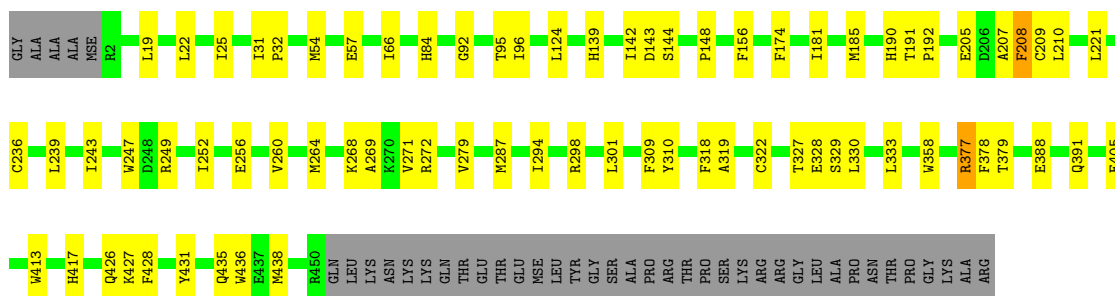 GLY ALA ALA ALA MSE R2 L19 L22 I25 I31 P32 M54 E57 I66 H84 G92 T95 I96 L124 H139 I142 D143 S144 P148 F156 F174 I181 M185 H190 T191 P192 E205 D206 A207 F208 C209 L210 L221
C236 L239 I243 W247 D248 R249 I252 E256 V260 M264 K268 A269 K270 V271 R272 V279 M287 I294 R298 L301 F309 Y310 F318 A319 C322 T327 E328 S329 L330 L333 W358 R377 F378 T379 E388 Q391
W413 H417 Q426 K427 F428 Y431 Q435 W436 E437 M438 R450 GLN LEU LYS ASN LYS LYS GLN THR GLU THR GLU MSE LEU TYR GLY SER ALA PRO ARG THR PRO SER LYS ARG ARG GLY LEU ALA PRO ASN THR PRO GLY LYS ALA ARG